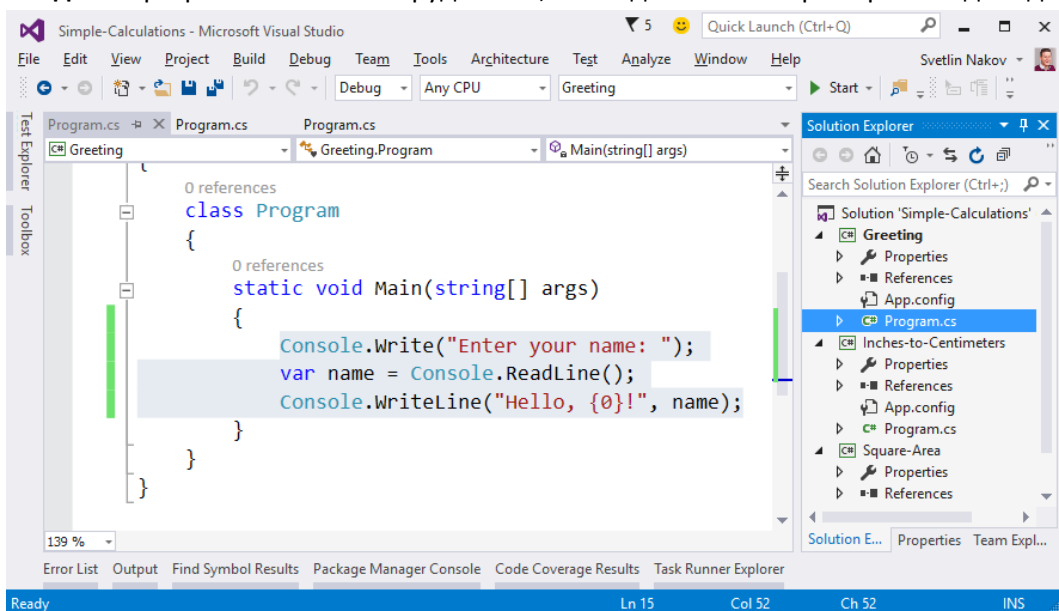 Simple-Calculations - Microsoft Visual Studio
5
Quick Launch (Ctrl+Q)
File Edit View Project Build Debug Team Tools Architecture Test Analyze Window Help
Svetlin Nakov
Debug
Any CPU
Greeting
Start
Test Explorer
Toolbox
Program.cs
Program.cs
Program.cs
C# Greeting
Greeting.Program
Main(string[] args)
{
0 references
class Program
{
0 references
static void Main(string[] args)
{
Console.Write("Enter your name: ");
var name = Console.ReadLine();
Console.WriteLine("Hello, {0}!", name);
}
}
}
139 %
Solution Explorer
Search Solution Explorer (Ctrl+;)
Solution 'Simple-Calculations'
C# Greeting
Properties
References
App.config
C# Program.cs
C# Inches-to-Centimeters
Properties
References
App.config
C# Program.cs
C# Square-Area
Properties
References
Solution E... Properties Team Expl...
Error List Output Find Symbol Results Package Manager Console Code Coverage Results Task Runner Explorer
Ready
Ln 15
Col 52
Ch 52
INS